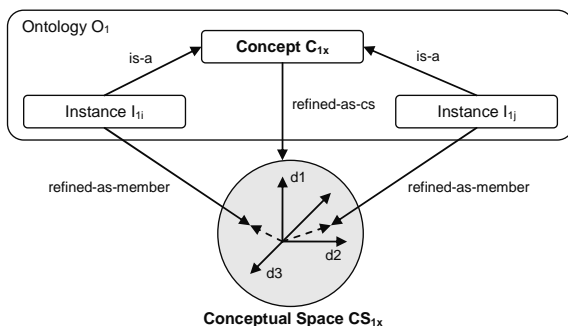 Ontology O₁
Concept C₁ₓ
is-a
is-a
Instance I₁ᵢ
refined-as-cs
Instance I₁ⱼ
refined-as-member
refined-as-member
d1
d2
d3
Conceptual Space CS₁ₓ